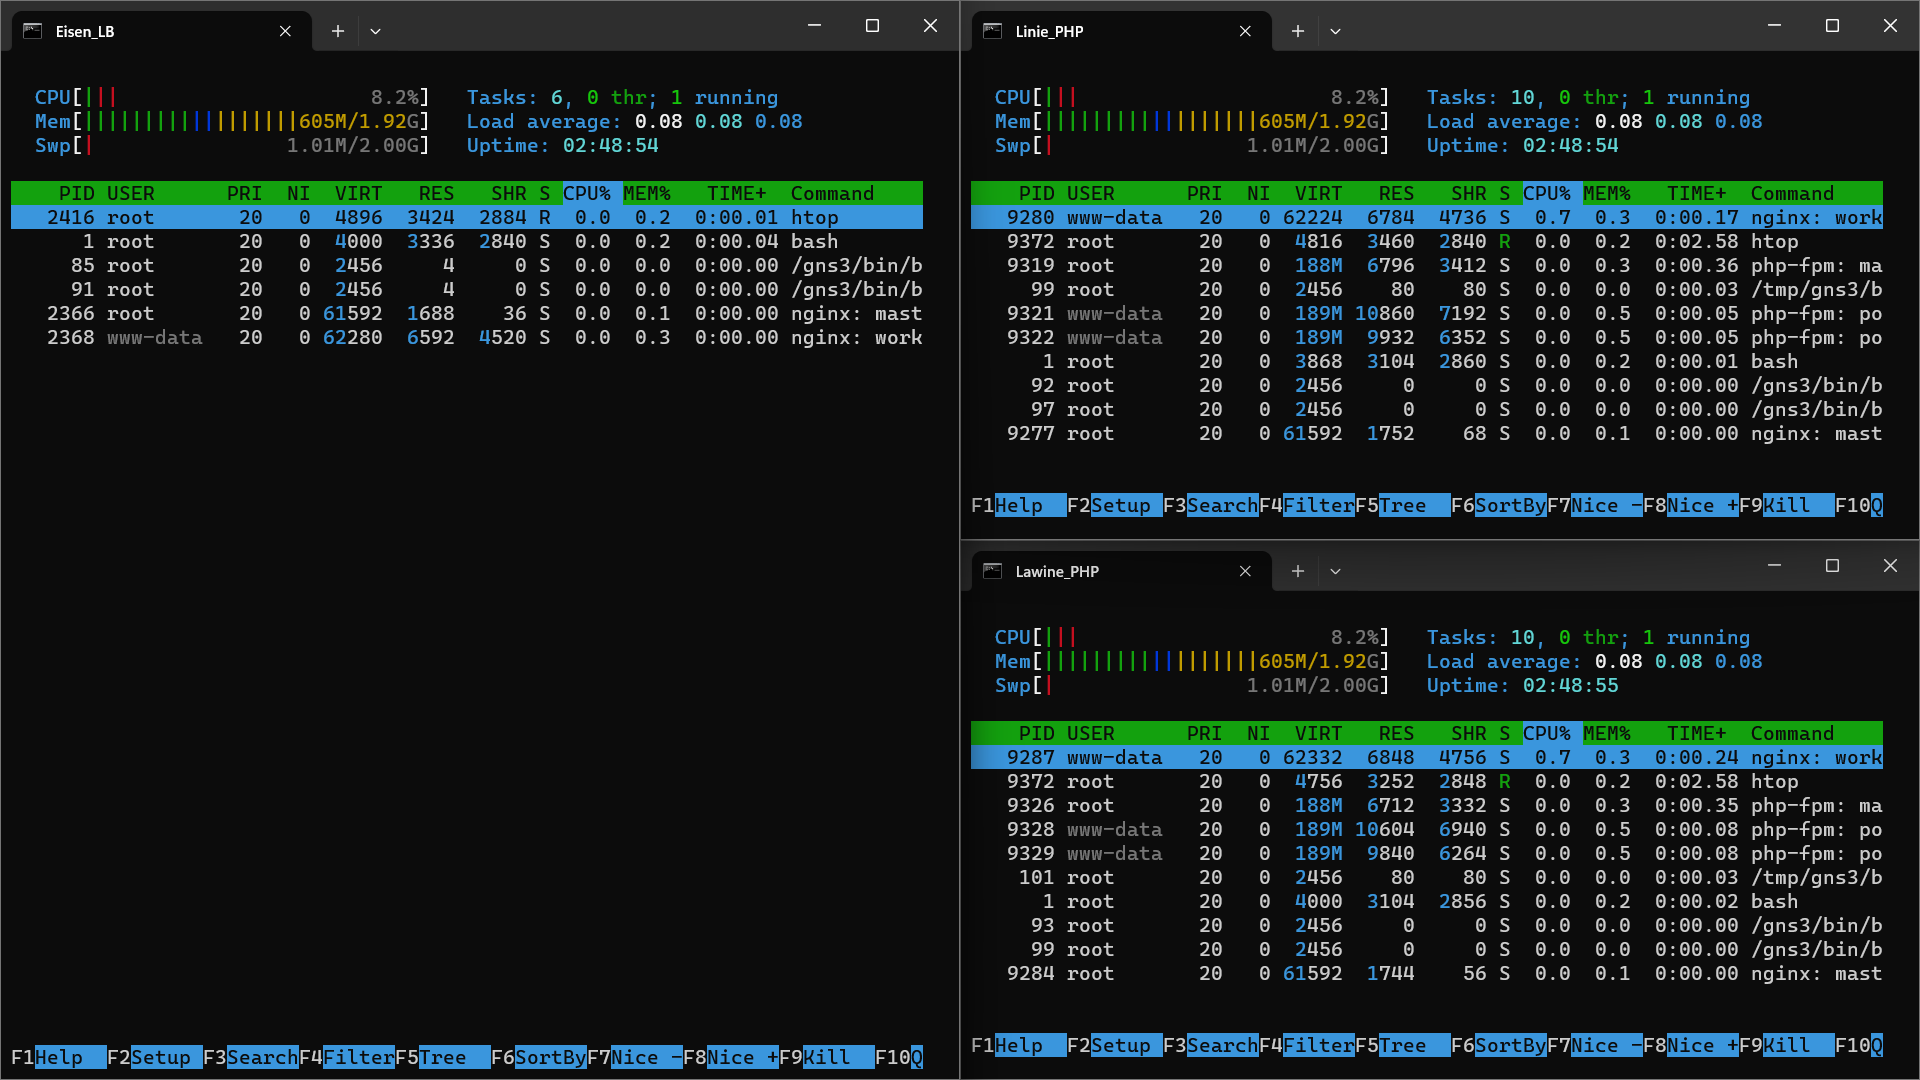 Eisen_LB
CPU[||| 8.2%] Tasks: 6, 0 thr; 1 running
Mem[||||||||||||||||||605M/1.92G] Load average: 0.08 0.08 0.08
Swp[| 1.01M/2.00G] Uptime: 02:48:54
PID USER PRI NI VIRT RES SHR S CPU% MEM% TIME+ Command
2416 root 20 0 4896 3424 2884 R 0.0 0.2 0:00.01 htop
1 root 20 0 4000 3336 2840 S 0.0 0.2 0:00.04 bash
85 root 20 0 2456 4 0 S 0.0 0.0 0:00.00 /gns3/bin/b
91 root 20 0 2456 4 0 S 0.0 0.0 0:00.00 /gns3/bin/b
2366 root 20 0 61592 1688 36 S 0.0 0.1 0:00.00 nginx: mast
2368 www-data 20 0 62280 6592 4520 S 0.0 0.3 0:00.00 nginx: work
F1Help F2Setup F3SearchF4FilterF5Tree F6SortByF7Nice -F8Nice +F9Kill F10Q
Linie_PHP
CPU[||| 8.2%] Tasks: 10, 0 thr; 1 running
Mem[||||||||||||||||||605M/1.92G] Load average: 0.08 0.08 0.08
Swp[| 1.01M/2.00G] Uptime: 02:48:54
PID USER PRI NI VIRT RES SHR S CPU% MEM% TIME+ Command
9280 www-data 20 0 62224 6784 4736 S 0.7 0.3 0:00.17 nginx: work
9372 root 20 0 4816 3460 2840 R 0.0 0.2 0:02.58 htop
9319 root 20 0 188M 6796 3412 S 0.0 0.3 0:00.36 php-fpm: ma
99 root 20 0 2456 80 80 S 0.0 0.0 0:00.03 /tmp/gns3/b
9321 www-data 20 0 189M 10860 7192 S 0.0 0.5 0:00.05 php-fpm: po
9322 www-data 20 0 189M 9932 6352 S 0.0 0.5 0:00.05 php-fpm: po
1 root 20 0 3868 3104 2860 S 0.0 0.2 0:00.01 bash
92 root 20 0 2456 0 0 S 0.0 0.0 0:00.00 /gns3/bin/b
97 root 20 0 2456 0 0 S 0.0 0.0 0:00.00 /gns3/bin/b
9277 root 20 0 61592 1752 68 S 0.0 0.1 0:00.00 nginx: mast
F1Help F2Setup F3SearchF4FilterF5Tree F6SortByF7Nice -F8Nice +F9Kill F10Q
Lawine_PHP
CPU[||| 8.2%] Tasks: 10, 0 thr; 1 running
Mem[||||||||||||||||||605M/1.92G] Load average: 0.08 0.08 0.08
Swp[| 1.01M/2.00G] Uptime: 02:48:55
PID USER PRI NI VIRT RES SHR S CPU% MEM% TIME+ Command
9287 www-data 20 0 62332 6848 4756 S 0.7 0.3 0:00.24 nginx: work
9372 root 20 0 4756 3252 2848 R 0.0 0.2 0:02.58 htop
9326 root 20 0 188M 6712 3332 S 0.0 0.3 0:00.35 php-fpm: ma
9328 www-data 20 0 189M 10604 6940 S 0.0 0.5 0:00.08 php-fpm: po
9329 www-data 20 0 189M 9840 6264 S 0.0 0.5 0:00.08 php-fpm: po
101 root 20 0 2456 80 80 S 0.0 0.0 0:00.03 /tmp/gns3/b
1 root 20 0 4000 3104 2856 S 0.0 0.2 0:00.02 bash
93 root 20 0 2456 0 0 S 0.0 0.0 0:00.00 /gns3/bin/b
99 root 20 0 2456 0 0 S 0.0 0.0 0:00.00 /gns3/bin/b
9284 root 20 0 61592 1744 56 S 0.0 0.1 0:00.00 nginx: mast
F1Help F2Setup F3SearchF4FilterF5Tree F6SortByF7Nice -F8Nice +F9Kill F10Q